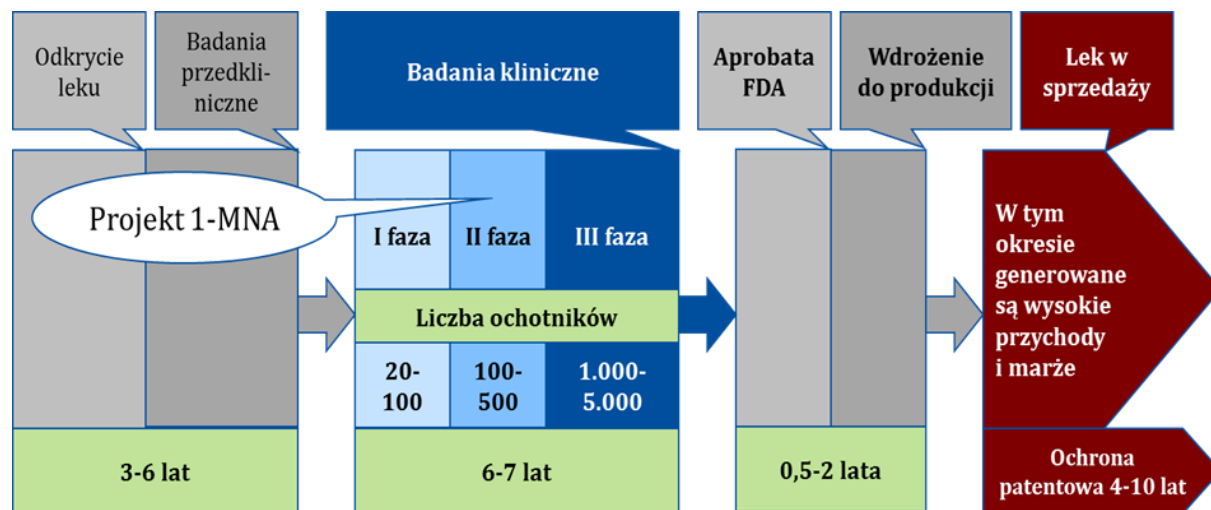 Odkrycie
leku
Badania
przedkli-
niczne
Badania kliniczne
Aprobata
FDA
Wdrożenie
do produkcji
Lek w
sprzedaży
Projekt 1-MNA
I faza
II faza
III faza
Liczba ochotników
20-
100
100-
500
1.000-
5.000
W tym
okresie
generowane
są wysokie
przychody
i marże
3-6 lat
6-7 lat
0,5-2 lata
Ochrona
patentowa 4-10 lat